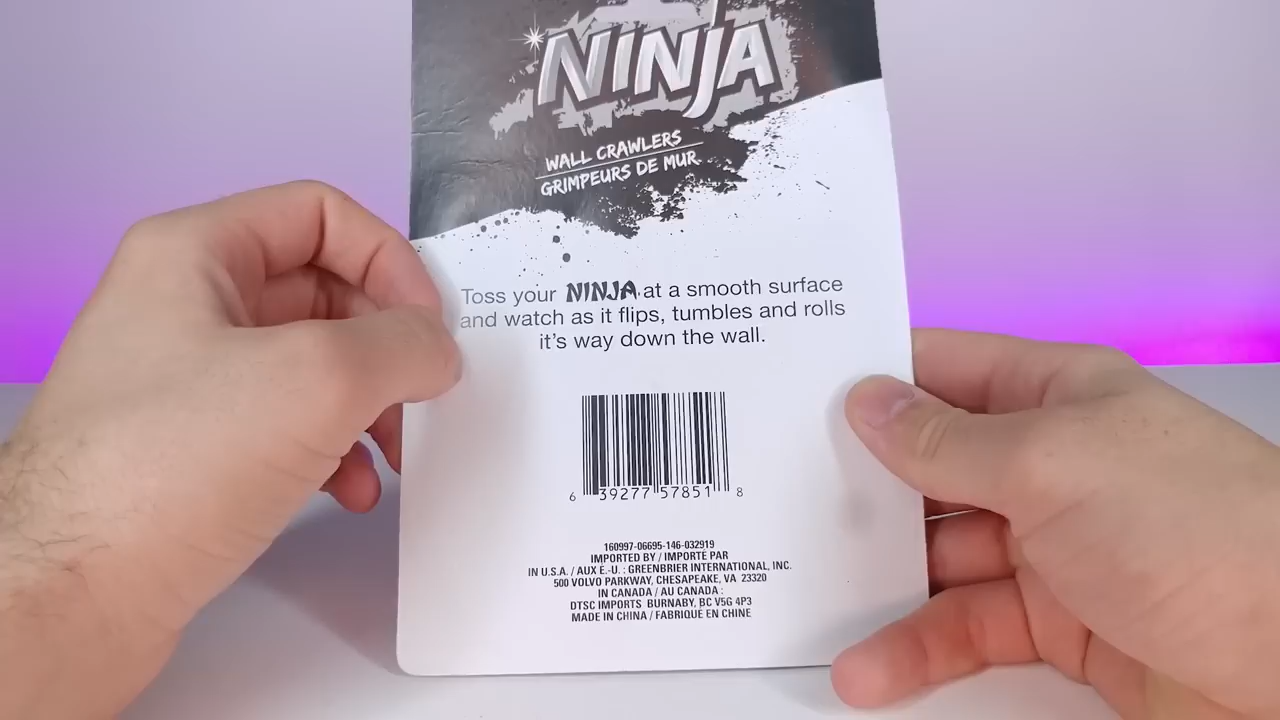 NINJA
WALL CRAWLERS
GRIMPEURS DE MUR
Toss your NINJA at a smooth surface
and watch as it flips, tumbles and rolls
it's way down the wall.
6 39277 57851 8
160997-06695-146-032919
IMPORTED BY / IMPORTÉ PAR
IN U.S.A. / AUX E.-U. : GREENBRIER INTERNATIONAL, INC.
500 VOLVO PARKWAY, CHESAPEAKE, VA 23320
IN CANADA / AU CANADA :
DTSC IMPORTS BURNABY, BC V5G 4P3
MADE IN CHINA / FABRIQUÉ EN CHINE